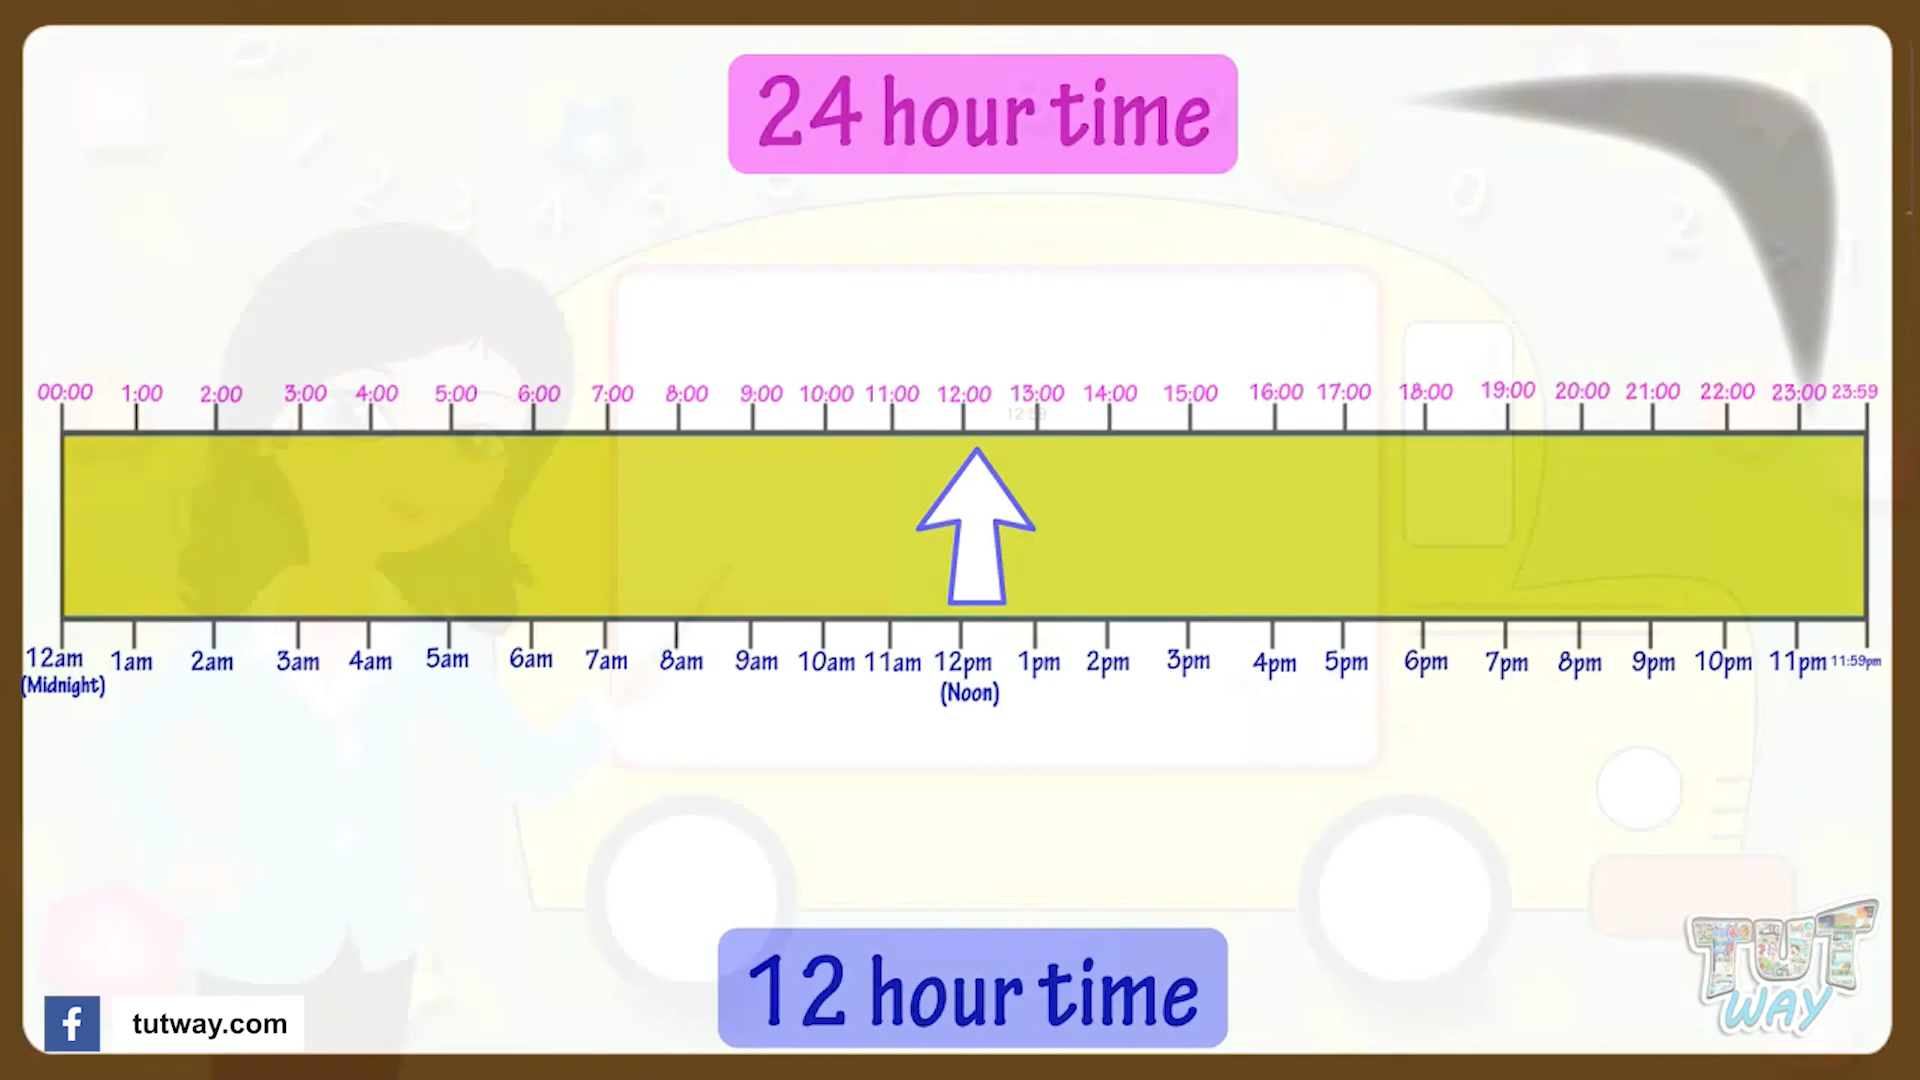 24 hour time
00:00 1:00 2:00 3:00 4:00 5:00 6:00 7:00 8:00 9:00 10:00 11:00 12:00 13:00 14:00 15:00 16:00 17:00 18:00 19:00 20:00 21:00 22:00 23:00 23:59
12:59
12am 1am 2am 3am 4am 5am 6am 7am 8am 9am 10am 11am 12pm 1pm 2pm 3pm 4pm 5pm 6pm 7pm 8pm 9pm 10pm 11pm 11:59pm
(Midnight) (Noon)
12 hour time
f tutway.com
TUT
WAY